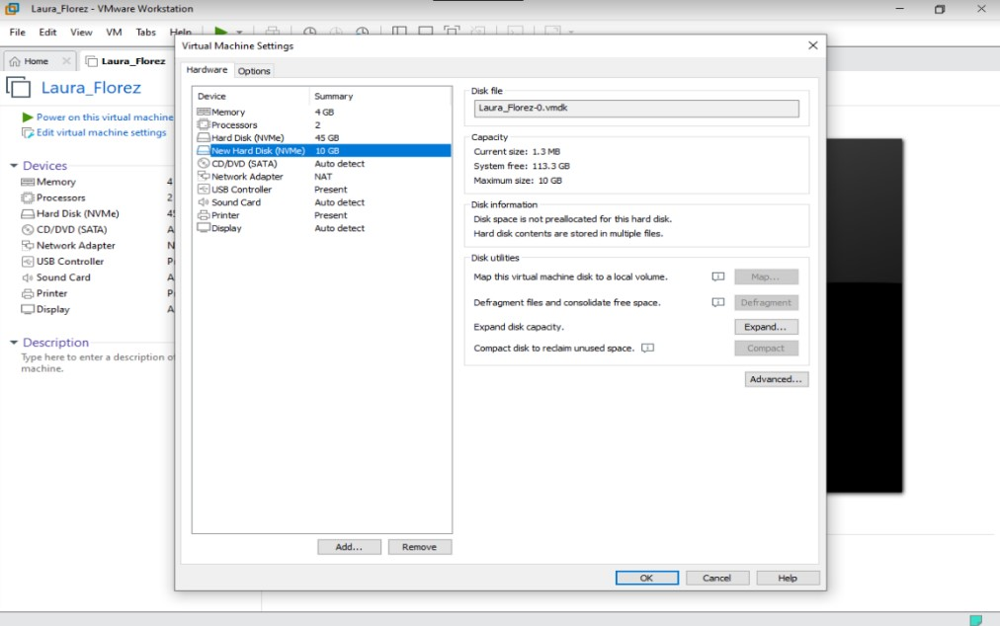 Laura_Florez - VMware Workstation
File Edit View VM Tabs Help
Home
Laura_Florez
Laura_Florez
Power on this virtual machine
Edit virtual machine settings
Devices
Memory 4
Processors 2
Hard Disk (NVMe)
CD/DVD (SATA) A
Network Adapter N
USB Controller
Sound Card A
Printer
Display A
Description
Type here to enter a description of
machine.
Virtual Machine Settings
Hardware Options
Device Summary
Memory 4 GB
Processors 2
Hard Disk (NVMe) 45 GB
New Hard Disk (NVMe) 10 GB
CD/DVD (SATA) Auto detect
Network Adapter NAT
USB Controller Present
Sound Card Auto detect
Printer Present
Display Auto detect
Add... Remove
Disk file
Laura_Florez-0.vmdk
Capacity
Current size: 1.3 MB
System free: 113.3 GB
Maximum size: 10 GB
Disk information
Disk space is not preallocated for this hard disk.
Hard disk contents are stored in multiple files.
Disk utilities
Map this virtual machine disk to a local volume. Map...
Defragment files and consolidate free space. Defragment
Expand disk capacity. Expand...
Compact disk to reclaim unused space. Compact
Advanced...
OK Cancel Help